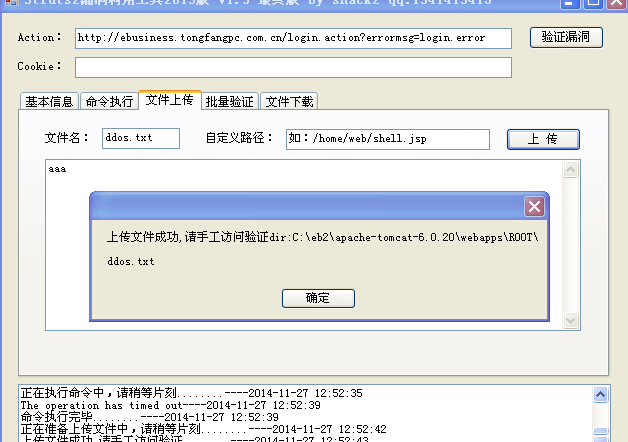 Struts2漏洞利用工具2013版 V1.5 最终版 by shack2 qq:1341413415
Action:
http://ebusiness.tongfangpc.com.cn/login.action?errormsg=login.error
验证漏洞
Cookie:
基本信息 命令执行 文件上传 批量验证 文件下载
文件名: ddos.txt 自定义路径: 如:/home/web/shell.jsp 上 传
aaa
上传文件成功,请手工访问验证dir:C:\eb2\apache-tomcat-6.0.20\webapps\ROOT\
ddos.txt
确定
正在执行命令中,请稍等片刻........----2014-11-27 12:52:35
The operation has timed out----2014-11-27 12:52:39
命令执行完毕........----2014-11-27 12:52:39
正在准备上传文件中,请稍等片刻........----2014-11-27 12:52:42
上传文件成功,请手工访问验证........----2014-11-27 12:52:43